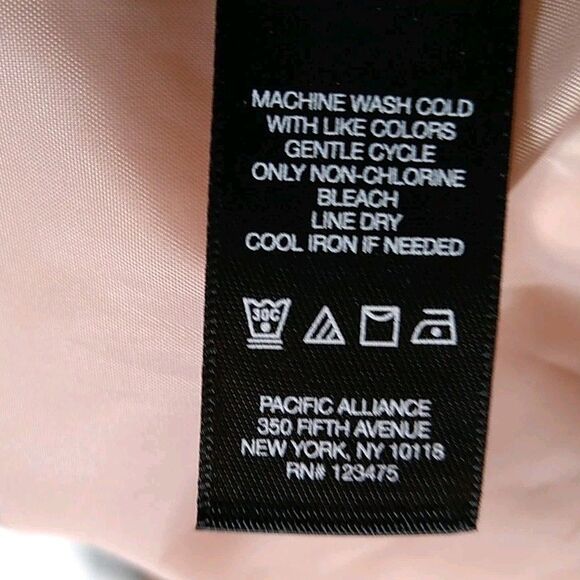 MACHINE WASH COLD
WITH LIKE COLORS
GENTLE CYCLE
ONLY NON-CHLORINE
BLEACH
LINE DRY
COOL IRON IF NEEDED
30C
PACIFIC ALLIANCE
350 FIFTH AVENUE
NEW YORK, NY 10118
RN# 123475